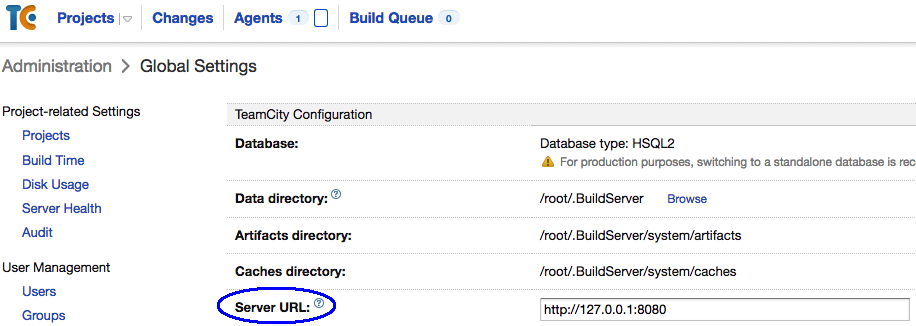 TC Projects Changes Agents 1 Build Queue 0
Administration > Global Settings
Project-related Settings
Projects
Build Time
Disk Usage
Server Health
Audit
User Management
Users
Groups
TeamCity Configuration
Database: Database type: HSQL2
For production purposes, switching to a standalone database is rec
Data directory: ? /root/.BuildServer Browse
Artifacts directory: /root/.BuildServer/system/artifacts
Caches directory: /root/.BuildServer/system/caches
Server URL: ? http://127.0.0.1:8080